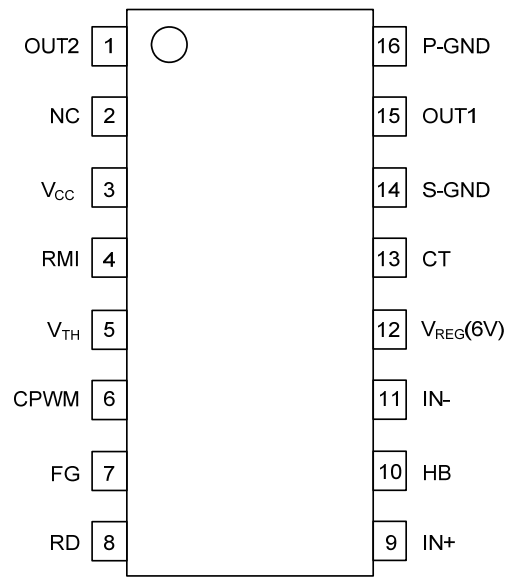 OUT2 1 16 P-GND
NC 2 15 OUT1
VCC 3 14 S-GND
RMI 4 13 CT
VTH 5 12 VREG(6V)
CPWM 6 11 IN-
FG 7 10 HB
RD 8 9 IN+